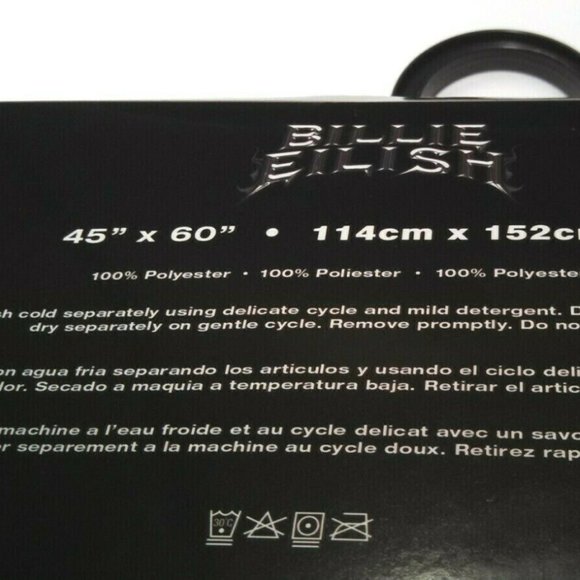 BILLIE
EILISH
45" x 60" • 114cm x 152c
100% Polyester • 100% Poliester • 100% Polyester
sh cold separately using delicate cycle and mild detergent. D
dry separately on gentle cycle. Remove promptly. Do no
on agua fria separando los articulos y usando el ciclo deli
lor. Secado a maquia a temperatura baja. Retirar el artic
machine a l'eau froide et au cycle delicat avec un savo
er separement a la machine au cycle doux. Retirez rap
30°C